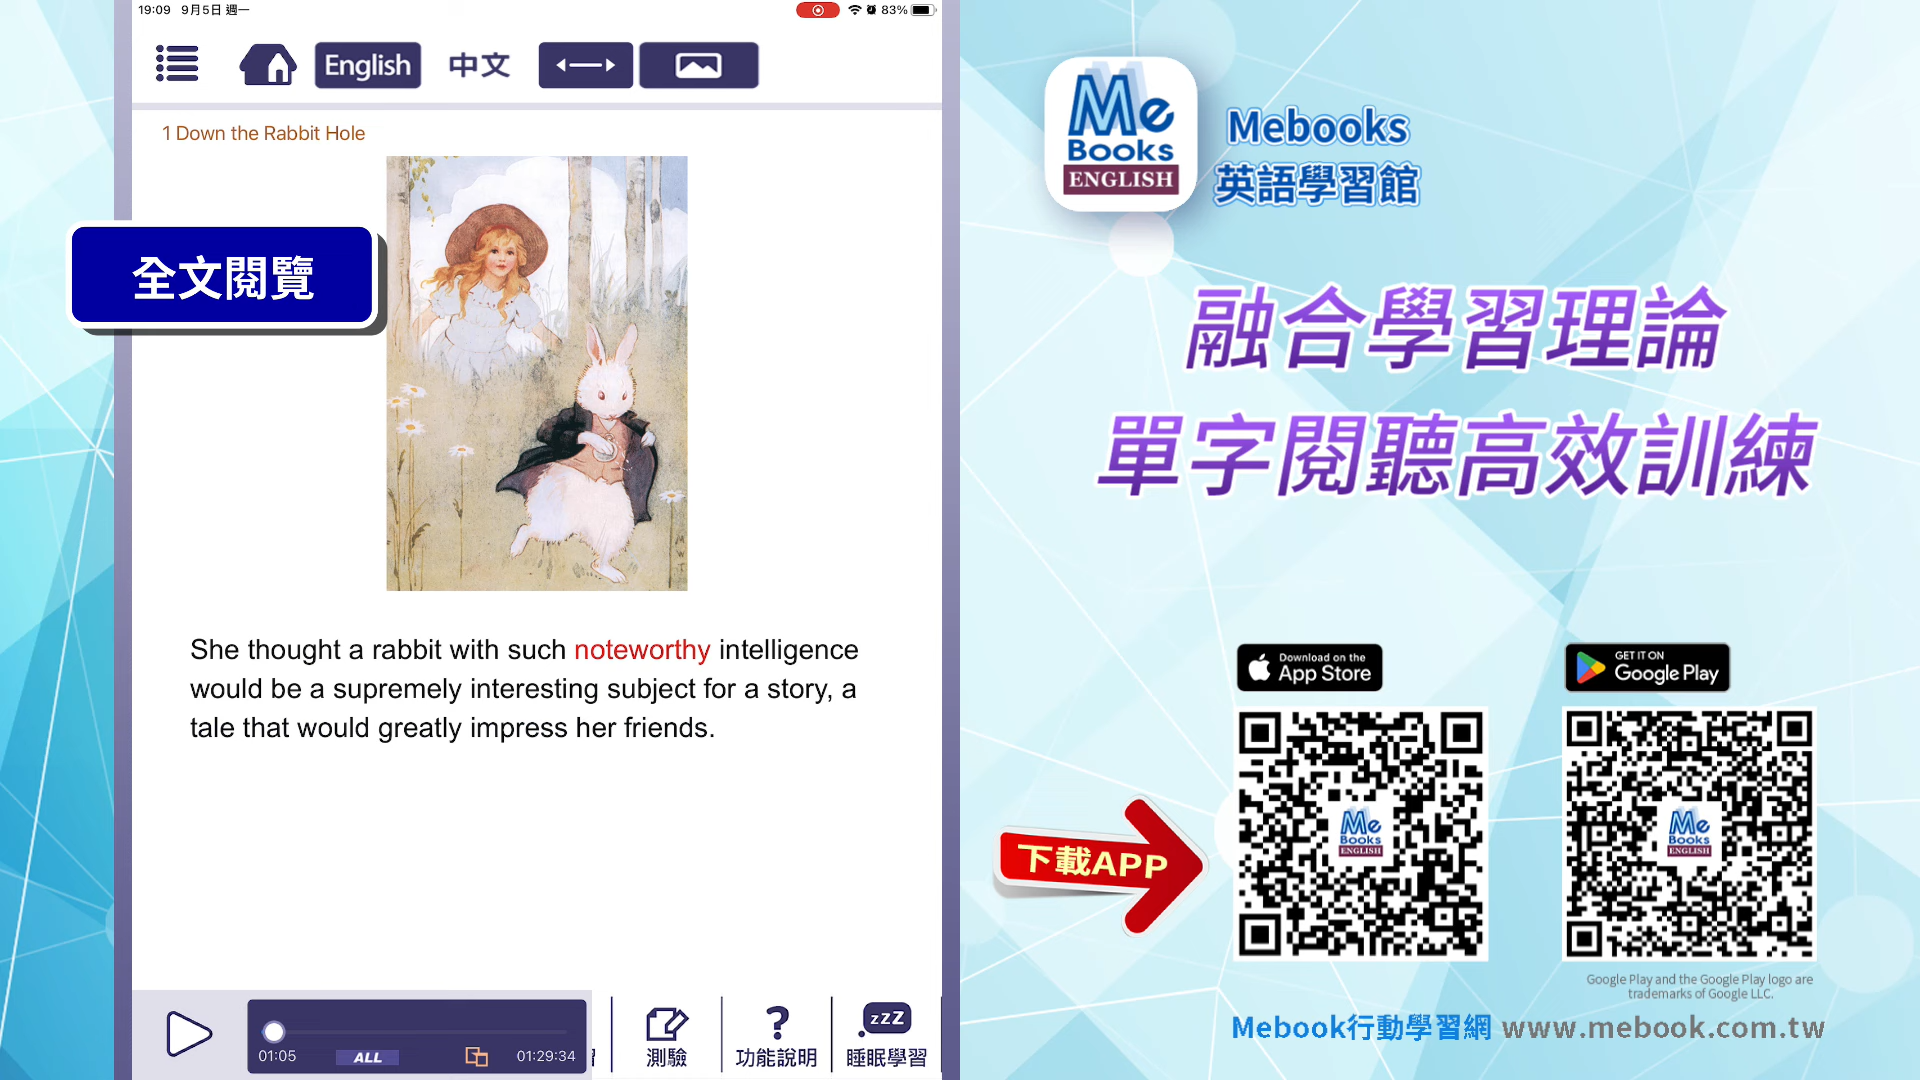 19:09 9月5日 週一
83%
English 中文
1 Down the Rabbit Hole
全文閱覽
M W T
She thought a rabbit with such noteworthy intelligence
would be a supremely interesting subject for a story, a
tale that would greatly impress her friends.
01:05 ALL 01:29:34
測驗
功能說明
zzZ
睡眠學習
Me
Books
ENGLISH
Mebooks
英語學習館
融合學習理論
單字閱聽高效訓練
Download on the
App Store
GET IT ON
Google Play
下載APP
Me
Books
ENGLISH
Me
Books
ENGLISH
Google Play and the Google Play logo are
trademarks of Google LLC.
Mebook行動學習網 www.mebook.com.tw